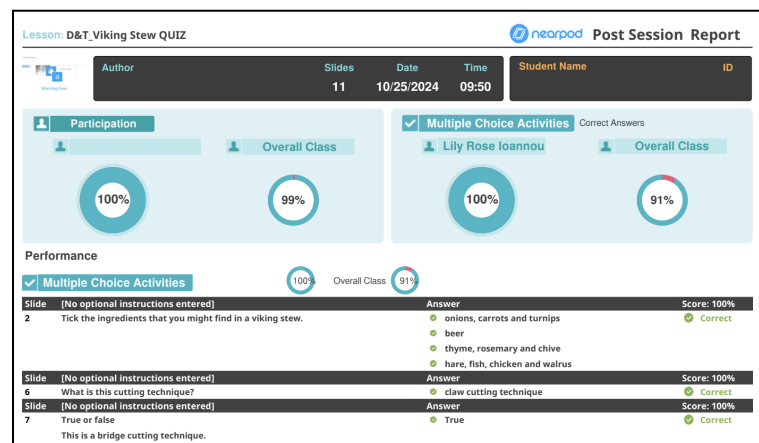 Lesson: D&T_Viking Stew QUIZ
nearpod Post Session Report
Matching Pairs
Author Slides Date Time
11 10/25/2024 09:50
Student Name ID
Participation
Overall Class
100% 99%
Multiple Choice Activities Correct Answers
Lily Rose Ioannou Overall Class
100% 91%
Performance
Multiple Choice Activities 100% Overall Class 91%
Slide [No optional instructions entered] Answer Score: 100%
2 Tick the ingredients that you might find in a viking stew. onions, carrots and turnips Correct
beer
thyme, rosemary and chive
hare, fish, chicken and walrus
Slide [No optional instructions entered] Answer Score: 100%
6 What is this cutting technique? claw cutting technique Correct
Slide [No optional instructions entered] Answer Score: 100%
7 True or false True Correct
This is a bridge cutting technique.